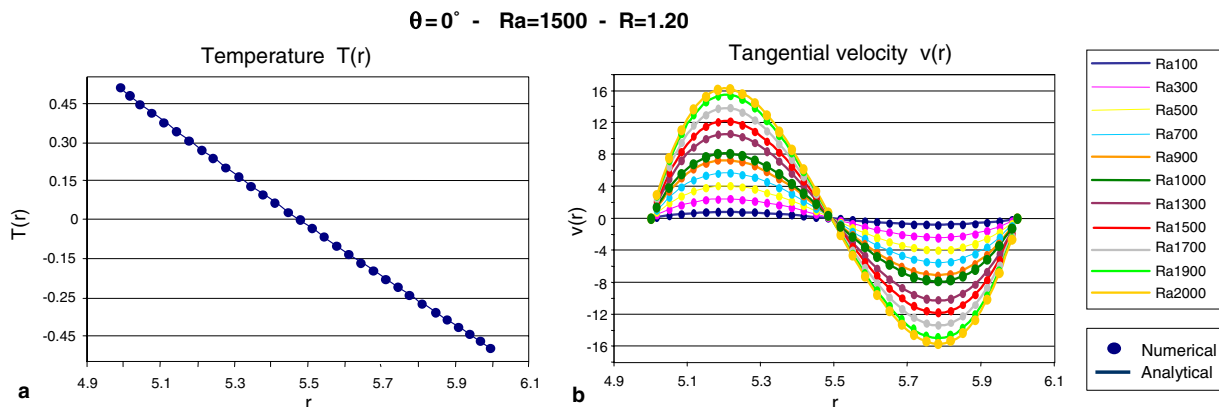 θ=0° - Ra=1500 - R=1.20
Temperature T(r)
T(r)
0.45
0.30
0.15
0
-0.15
-0.25
-0.45
4.9
5.1
5.3
5.5
5.7
5.9
6.1
r
a
Tangential velocity v(r)
v(r)
16
12
8
4
0
-4
-8
-12
-16
4.9
5.1
5.3
5.5
5.7
5.9
6.1
r
b
Ra100
Ra300
Ra500
Ra700
Ra900
Ra1000
Ra1300
Ra1500
Ra1700
Ra1900
Ra2000
Numerical
Analytical